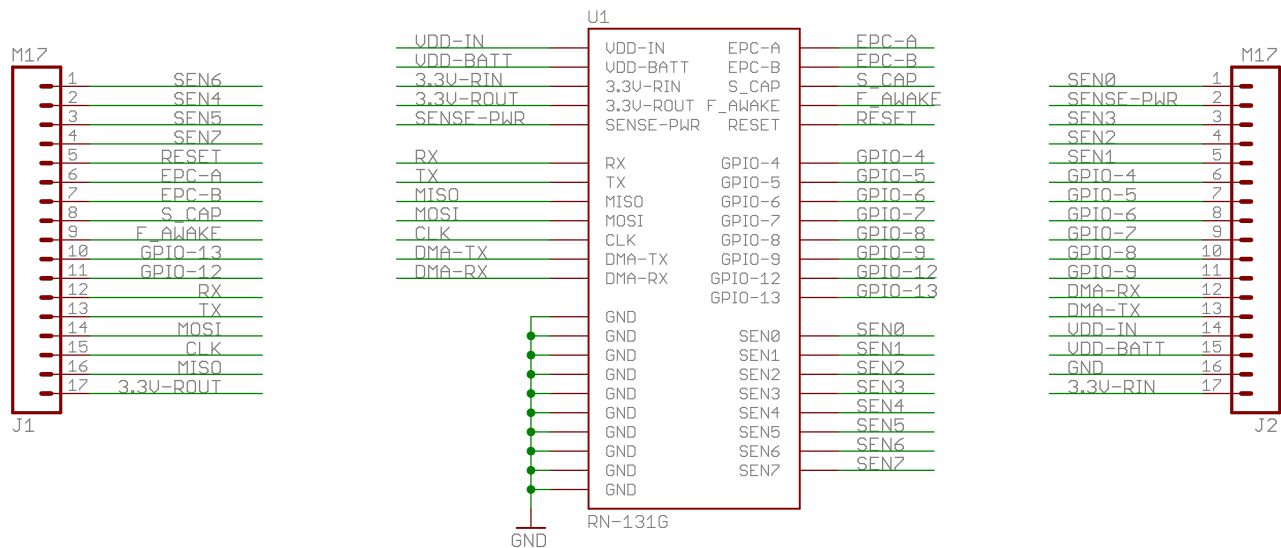 M17
1 SEN6
2 SEN4
3 SEN5
4 SEN7
5 RESET
6 EPC-A
7 EPC-B
8 S_CAP
9 F_AWAKE
10 GPIO-13
11 GPIO-12
12 RX
13 TX
14 MOSI
15 CLK
16 MISO
17 3.3V-ROUT
J1
U1
VDD-IN VDD-IN EPC-A EPC-A
VDD-BATT VDD-BATT EPC-B EPC-B
3.3V-RIN 3.3V-RIN S_CAP S_CAP
3.3V-ROUT 3.3V-ROUT F_AWAKE F_AWAKE
SENSE-PWR SENSE-PWR RESET RESET
RX RX GPIO-4 GPIO-4
TX TX GPIO-5 GPIO-5
MISO MISO GPIO-6 GPIO-6
MOSI MOSI GPIO-7 GPIO-7
CLK CLK GPIO-8 GPIO-8
DMA-TX DMA-TX GPIO-9 GPIO-9
DMA-RX DMA-RX GPIO-12 GPIO-12
GPIO-13 GPIO-13
GND
GND SEN0 SEN0
GND SEN1 SEN1
GND SEN2 SEN2
GND SEN3 SEN3
GND SEN4 SEN4
GND SEN5 SEN5
GND SEN6 SEN6
GND SEN7 SEN7
GND
RN-131G
GND
M17
SEN0 1
SENSE-PWR 2
SEN3 3
SEN2 4
SEN1 5
GPIO-4 6
GPIO-5 7
GPIO-6 8
GPIO-7 9
GPIO-8 10
GPIO-9 11
DMA-RX 12
DMA-TX 13
VDD-IN 14
VDD-BATT 15
GND 16
3.3V-RIN 17
J2